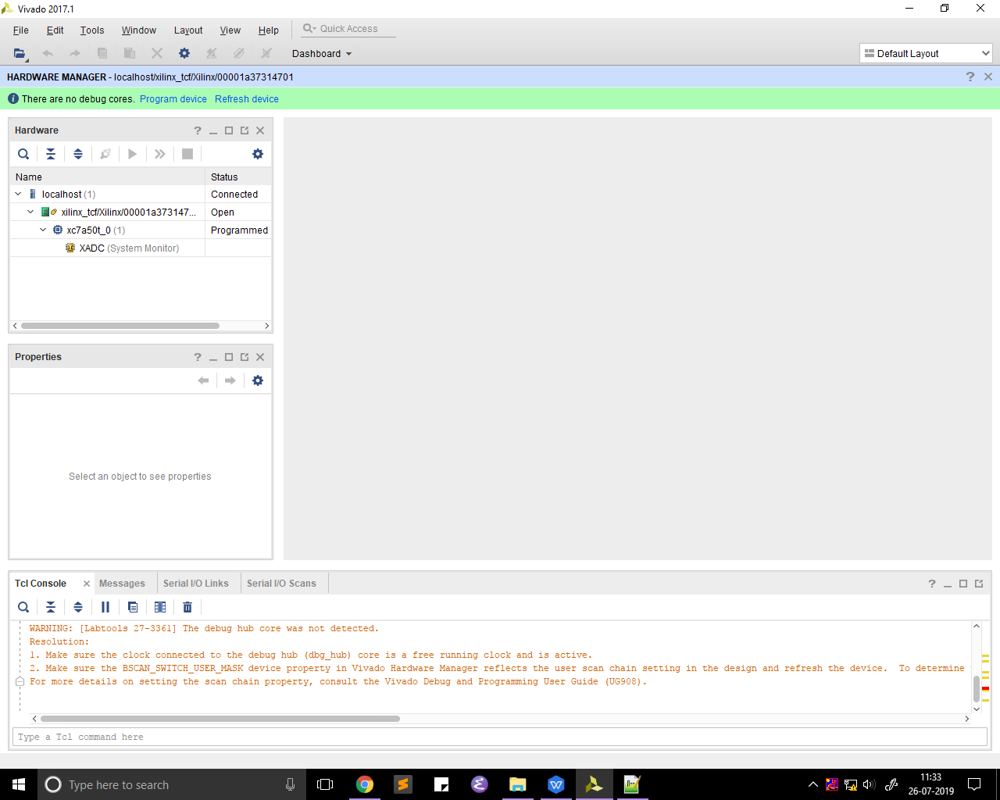 Vivado 2017.1
File Edit Tools Window Layout View Help Quick Access
Dashboard Default Layout
HARDWARE MANAGER - localhost/xilinx_tcf/Xilinx/00001a37314701
There are no debug cores. Program device Refresh device
Hardware
Name Status
localhost (1) Connected
xilinx_tcf/Xilinx/00001a373147... Open
xc7a50t_0 (1) Programmed
XADC (System Monitor)
Properties
Select an object to see properties
Tcl Console Messages Serial I/O Links Serial I/O Scans
WARNING: [Labtools 27-3361] The debug hub core was not detected.
Resolution:
1. Make sure the clock connected to the debug hub (dbg_hub) core is a free running clock and is active.
2. Make sure the BSCAN_SWITCH_USER_MASK device property in Vivado Hardware Manager reflects the user scan chain setting in the design and refresh the device.  To determine
For more details on setting the scan chain property, consult the Vivado Debug and Programming User Guide (UG908).
Type a Tcl command here
Type here to search
11:33
26-07-2019